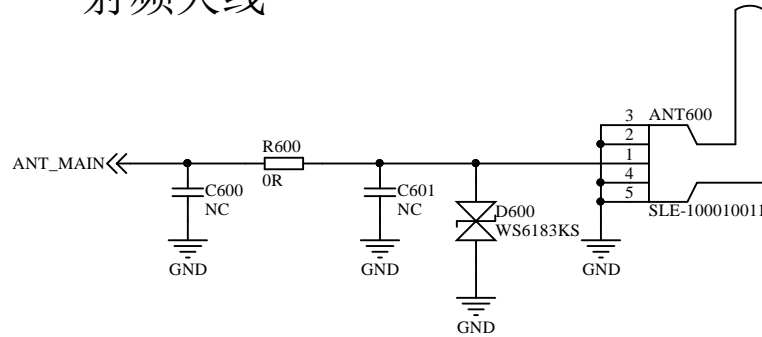 射频天线
3 ANT600
2
R600
ANT_MAIN
1
4
0R
C600
C601
5
NC
NC
D600
SLE-100010011
WS6183KS
GND
GND
GND
GND